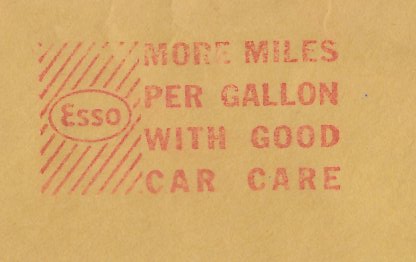 MORE MILES
PER GALLON
Esso
WITH GOOD
CAR CARE